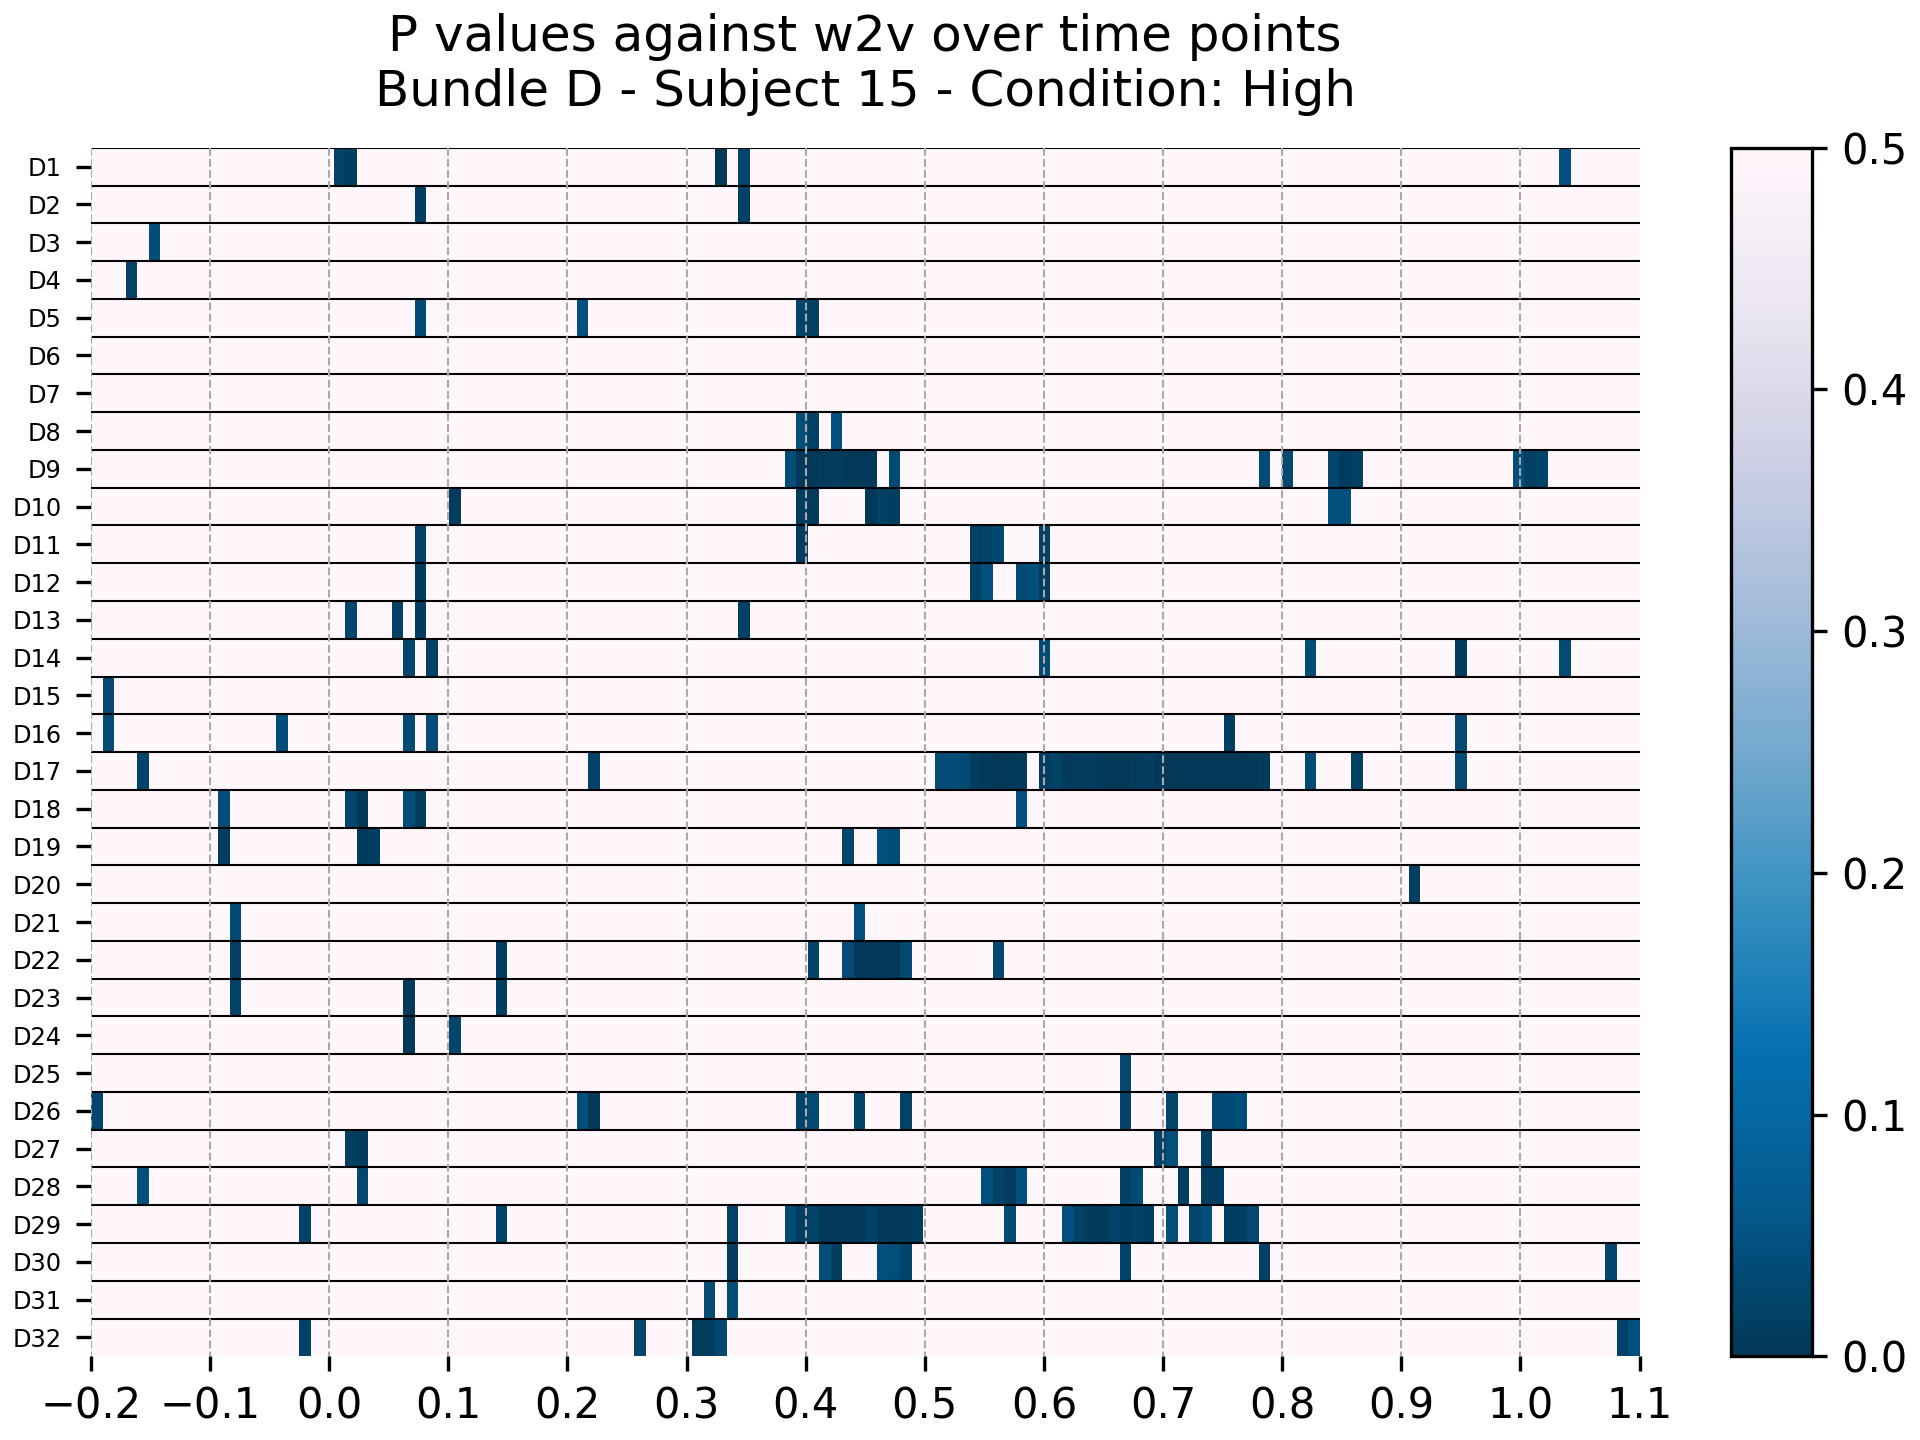 P values against w2v over time points
Bundle D - Subject 15 - Condition: High
D1
D2
D3
D4
D5
D6
D7
D8
D9
D10
D11
D12
D13
D14
D15
D16
D17
D18
D19
D20
D21
D22
D23
D24
D25
D26
D27
D28
D29
D30
D31
D32
−0.2 −0.1 0.0 0.1 0.2 0.3 0.4 0.5 0.6 0.7 0.8 0.9 1.0 1.1
0.5
0.4
0.3
0.2
0.1
0.0